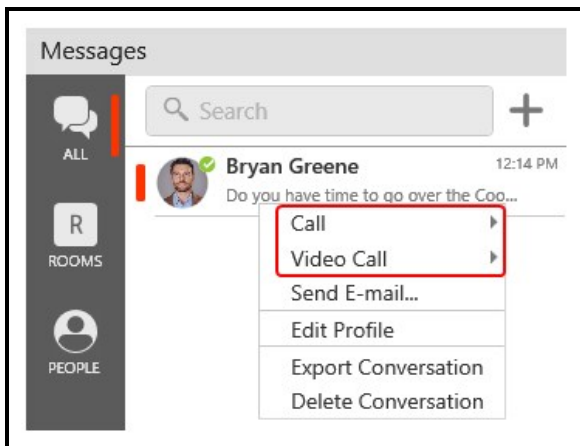 Messages
Search
ALL
Bryan Greene 12:14 PM
Do you have time to go over the Coo...
R
ROOMS
Call
Video Call
Send E-mail...
Edit Profile
PEOPLE
Export Conversation
Delete Conversation